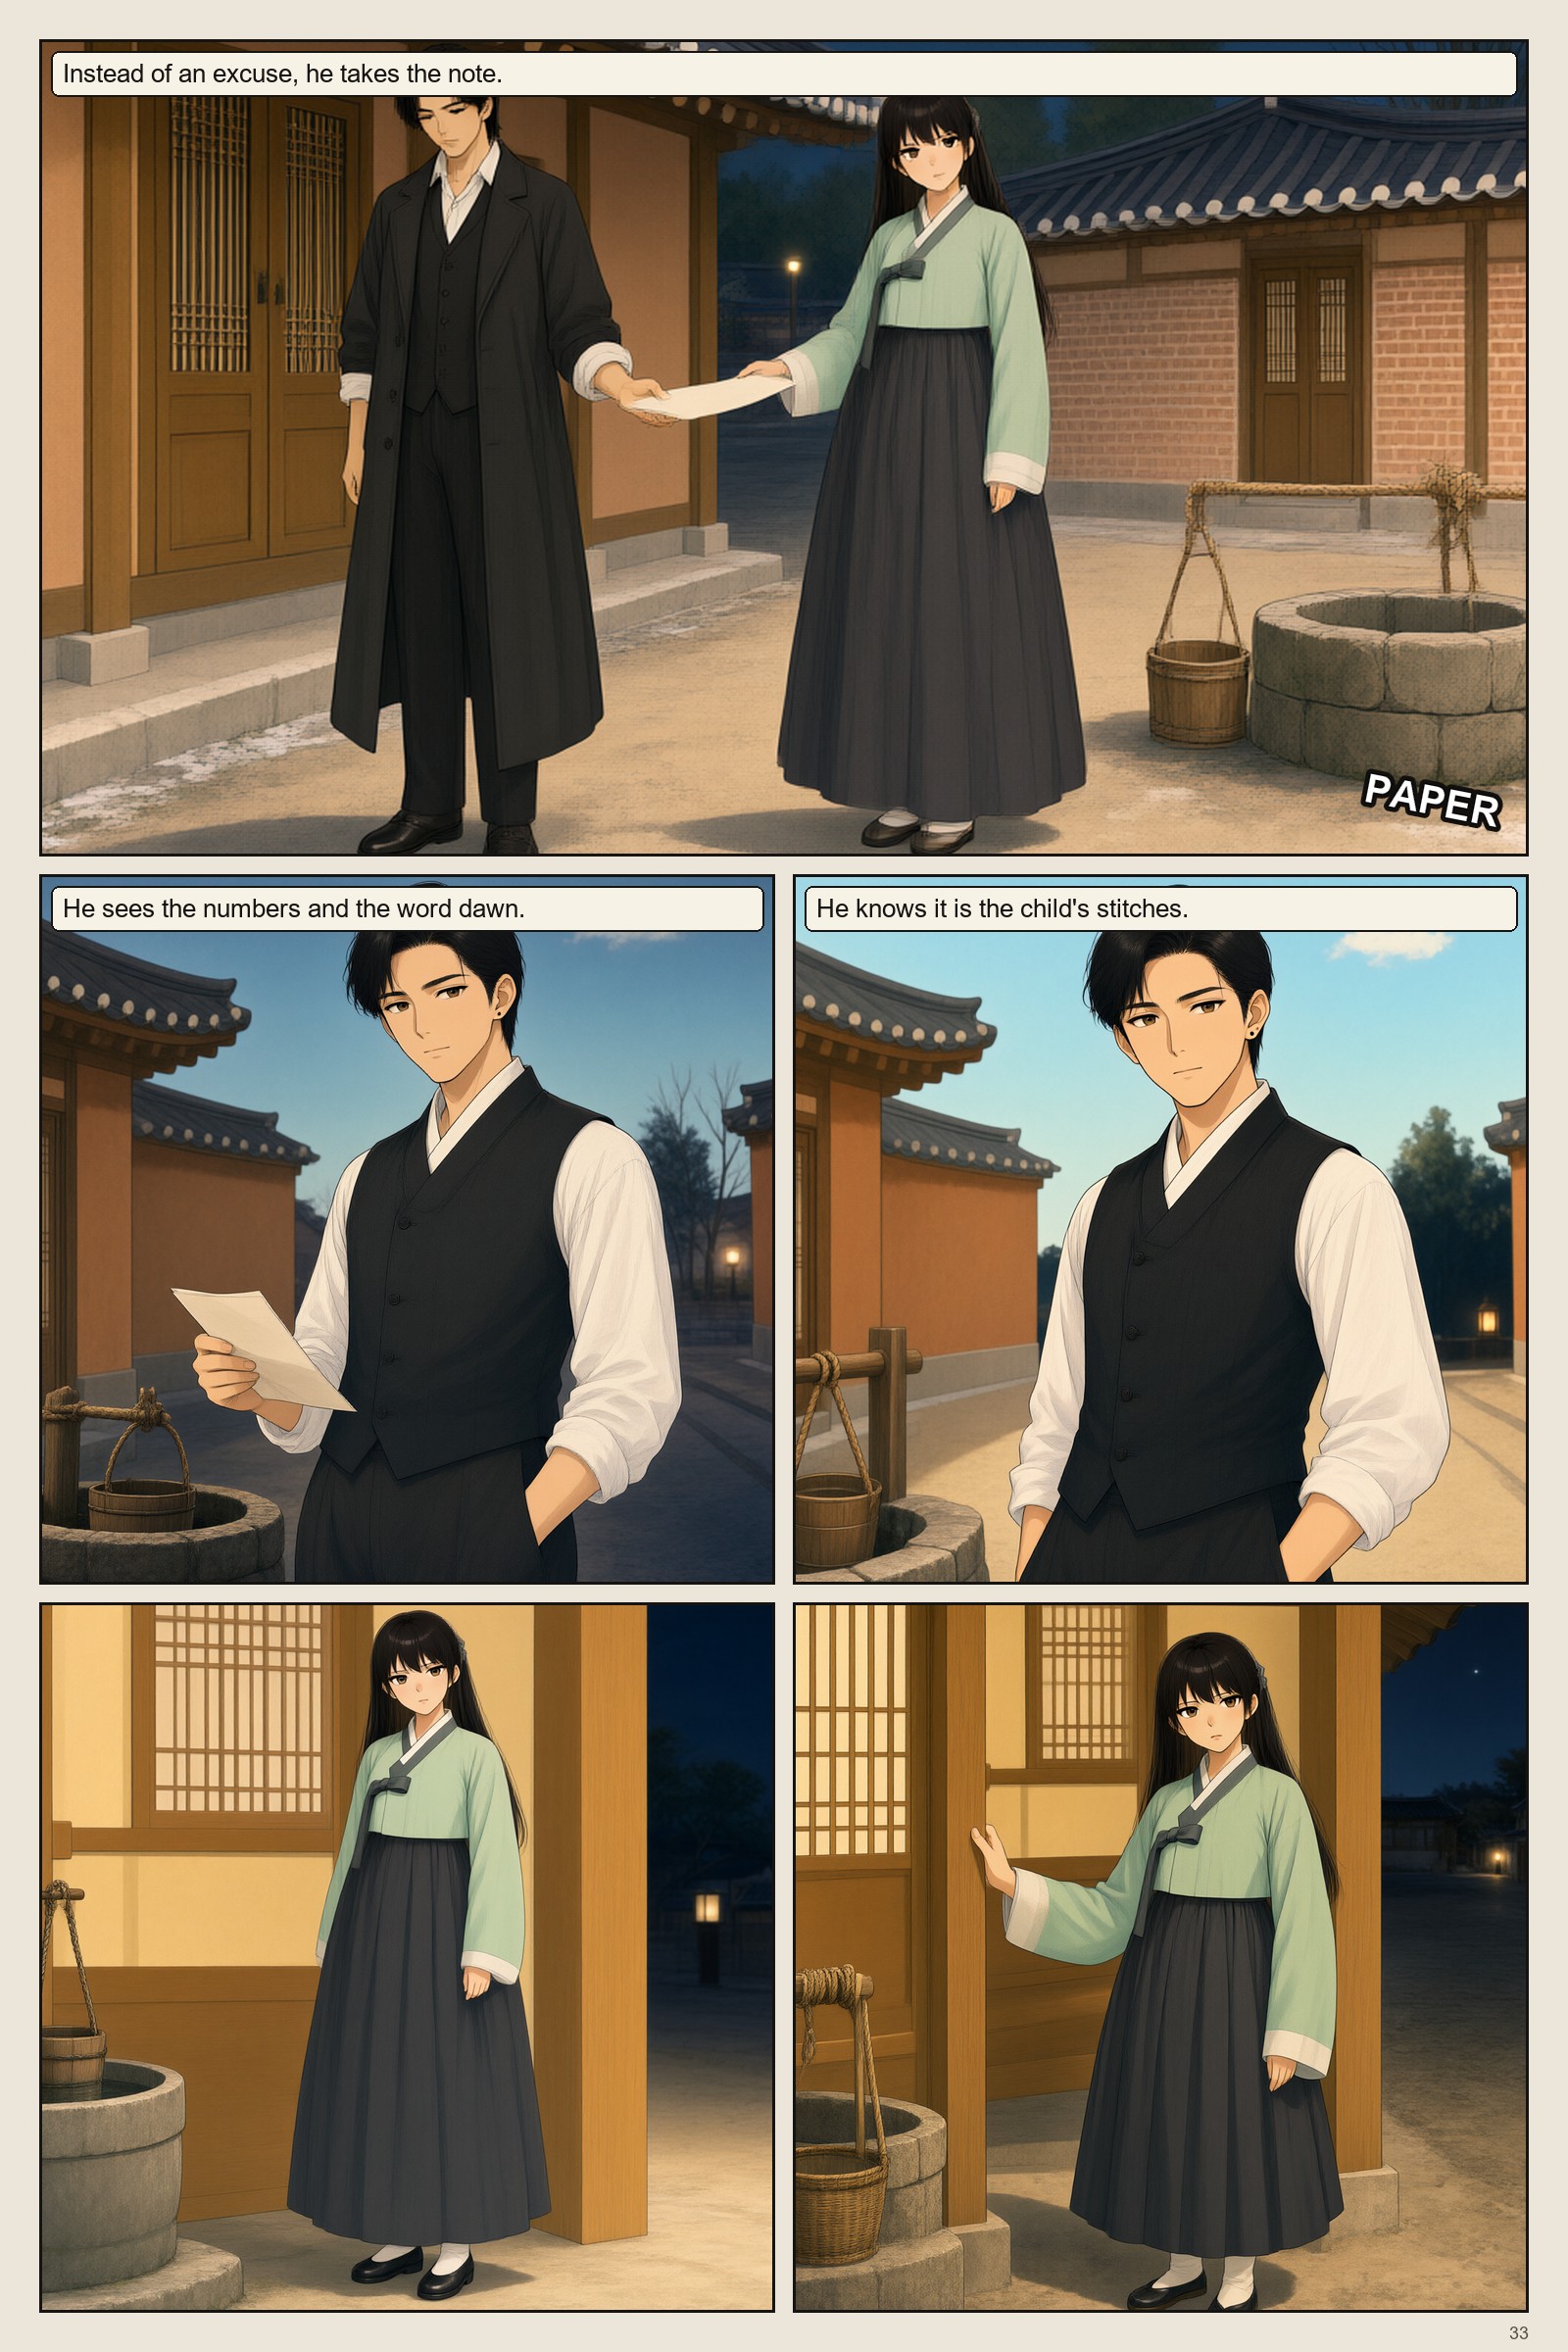 Instead of an excuse, he takes the note.
PAPER
He sees the numbers and the word dawn.
He knows it is the child's stitches.
33